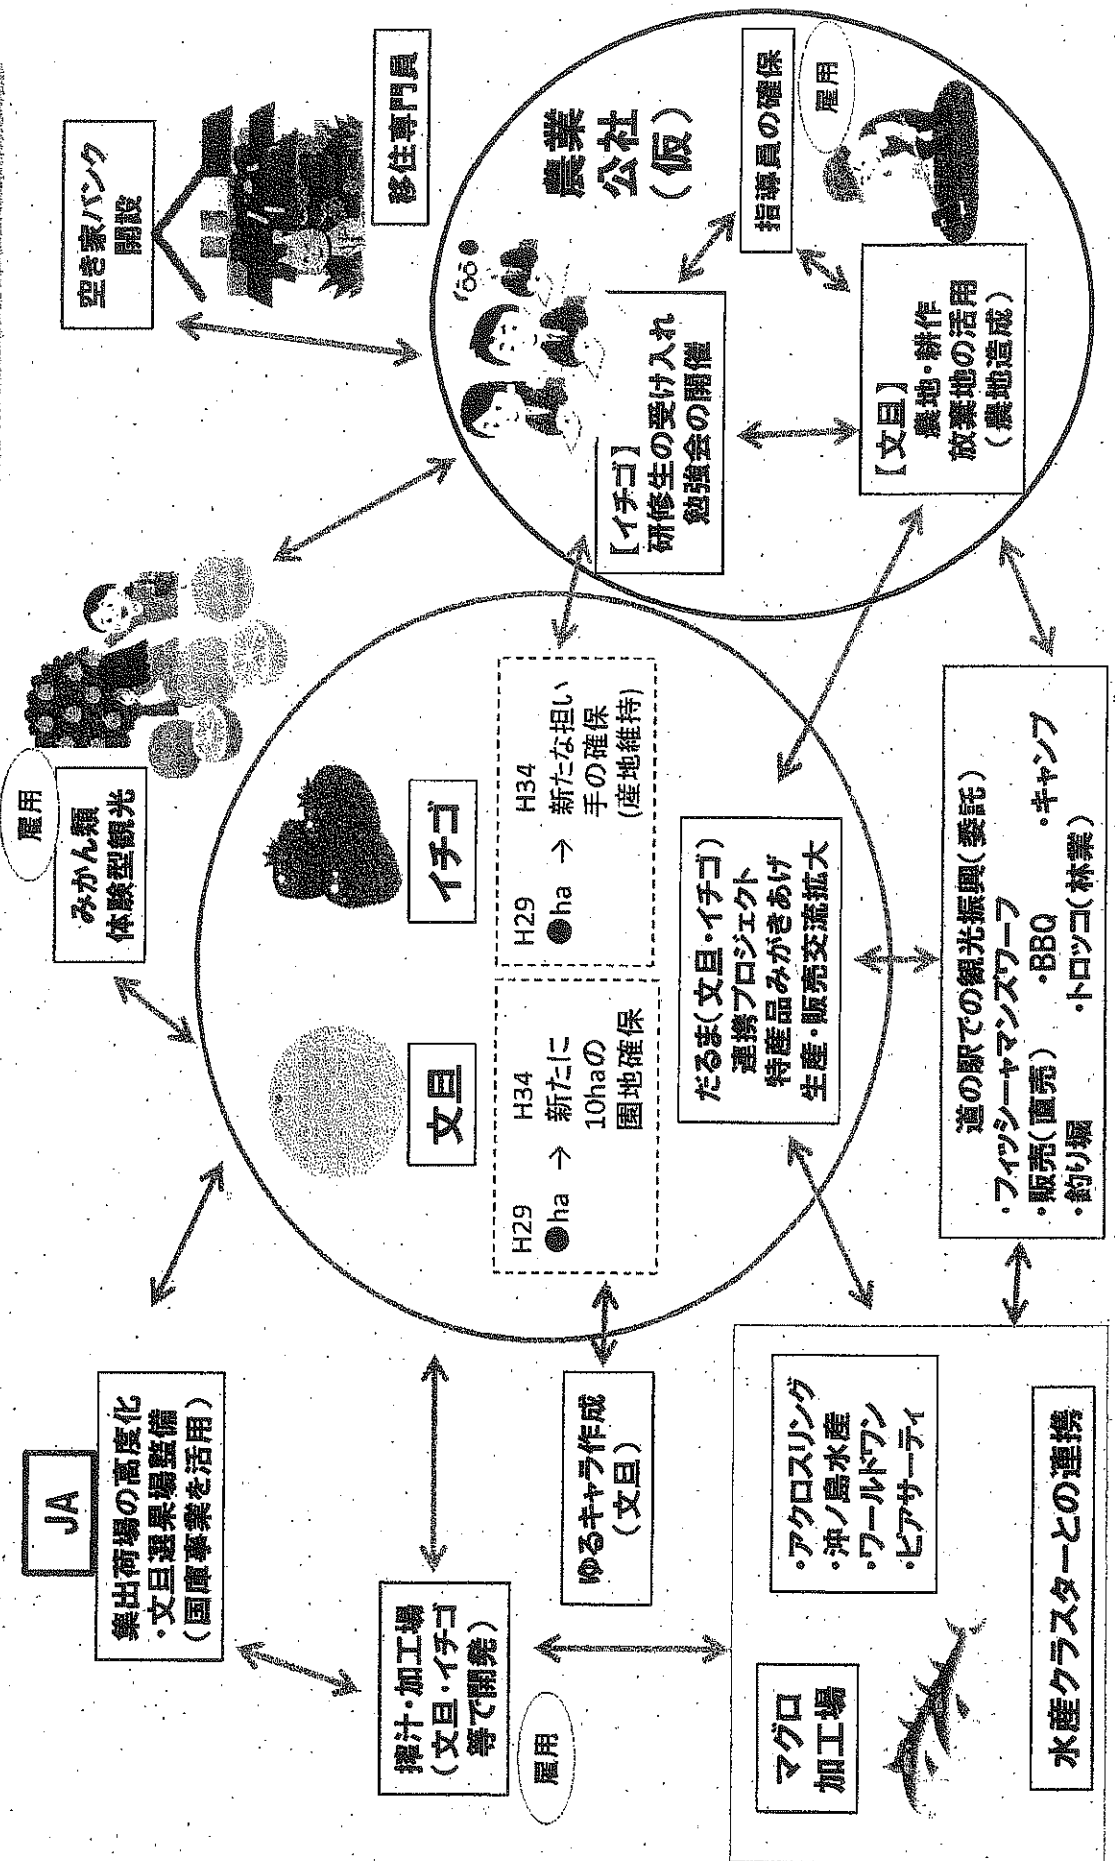 JA
集出荷場の高度化
・文旦選果場整備
(国庫事業を活用)
雇用
みかん類
体験型観光
空き家バンク
開設
移住専門員
搾汁・加工場
(文旦・イチゴ
等で開発)
雇用
ゆるキャラ作成
(文旦)
文旦
H29 H34
●ha → 新たに
10haの
園地確保
イチゴ
H29 H34
●ha → 新たな担い
手の確保
(産地維持)
だるま(文旦・イチゴ)
連携プロジェクト
特産品みがきあげ
生産・販売交流拡大
農業
公社
(仮)
【イチゴ】
研修生の受け入れ
勉強会の開催
指導員の確保
雇用
【文旦】
農地・耕作
放棄地の活用
(農地造成)
マグロ
加工場
・アクロスリング
・沖ノ島水産
・ワールドワン
・ビアサーティ
水産クラスターとの連携
道の駅での観光振興(委託)
・フィッシャーマンズワーフ
・販売(直売) ・BBQ ・キャンプ
・釣り堀 ・トロッコ(林業)